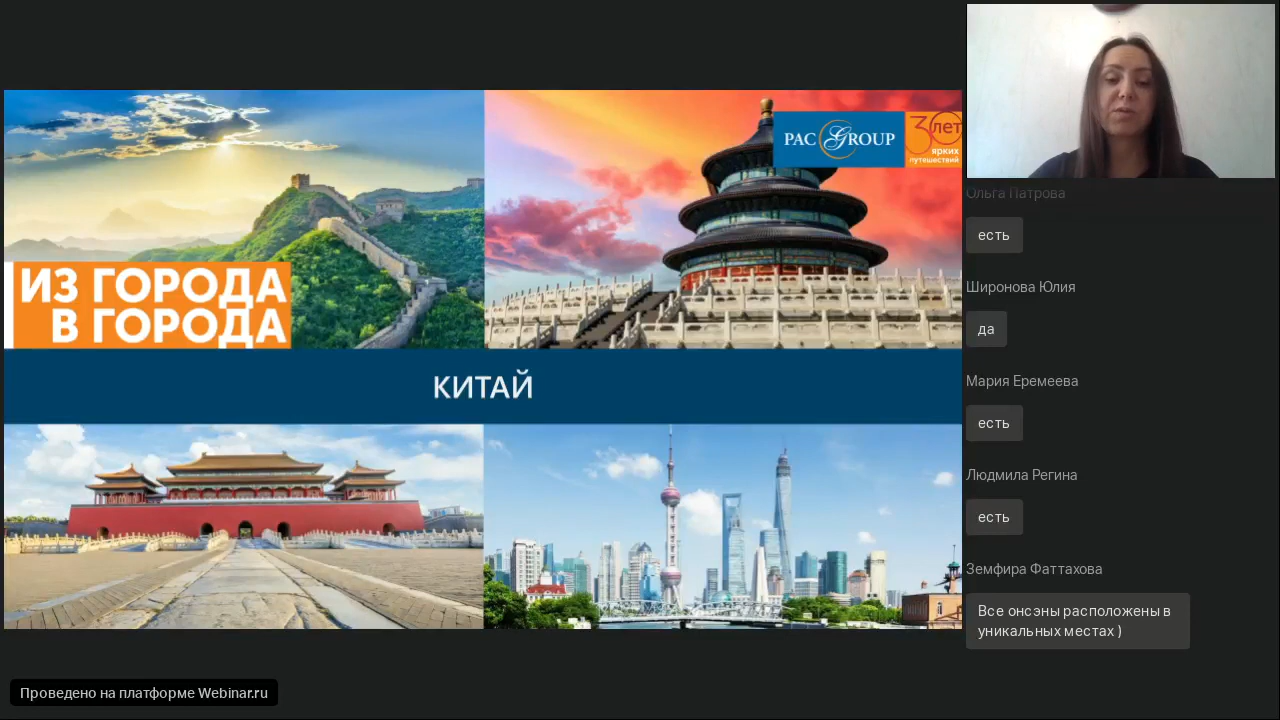 PAC GROUP
30 лет
ярких
путешествий
ИЗ ГОРОДА
В ГОРОДА
КИТАЙ
Ольга Патрова
есть
Широнова Юлия
да
Мария Еремеева
есть
Людмила Регина
есть
Земфира Фаттахова
Все онсэны расположены в
уникальных местах )
Проведено на платформе Webinar.ru